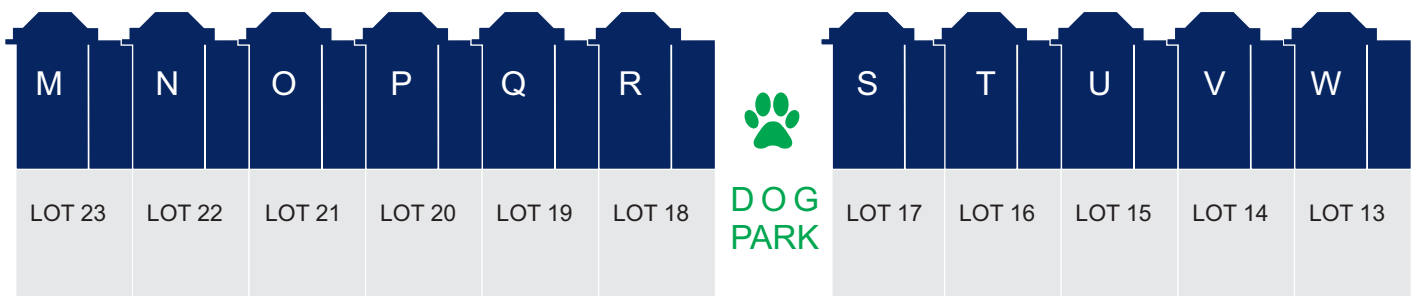 M N O P Q R S T U V W
LOT 23 LOT 22 LOT 21 LOT 20 LOT 19 LOT 18
DOG
PARK
LOT 17 LOT 16 LOT 15 LOT 14 LOT 13